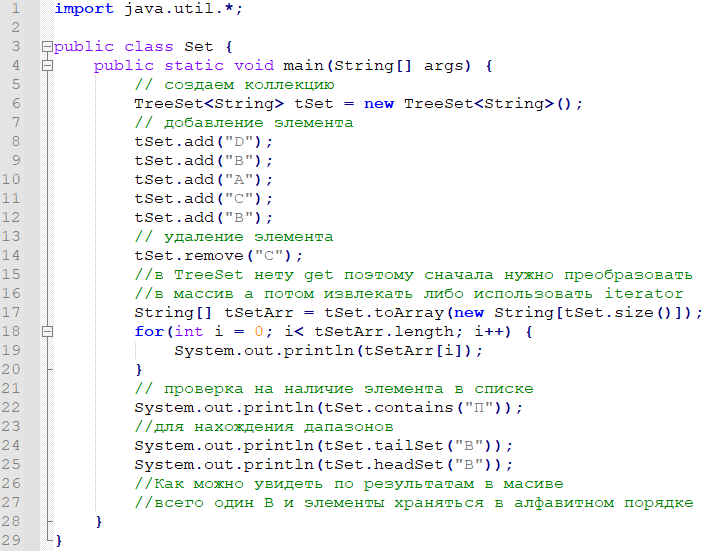 1 import java.util.*;
2
3 public class Set {
4 public static void main(String[] args) {
5 // создаем коллекцию
6 TreeSet<String> tSet = new TreeSet<String>();
7 // добавление элемента
8 tSet.add("D");
9 tSet.add("B");
10 tSet.add("A");
11 tSet.add("C");
12 tSet.add("B");
13 // удаление элемента
14 tSet.remove("C");
15 //в TreeSet нету get поэтому сначала нужно преобразовать
16 //в массив а потом извлекать либо использовать iterator
17 String[] tSetArr = tSet.toArray(new String[tSet.size()]);
18 for(int i = 0; i< tSetArr.length; i++) {
19 System.out.println(tSetArr[i]);
20 }
21 // проверка на наличие элемента в списке
22 System.out.println(tSet.contains("П"));
23 //для нахождения дапазонов
24 System.out.println(tSet.tailSet("B"));
25 System.out.println(tSet.headSet("B"));
26 //Как можно увидеть по результатам в масиве
27 //всего один B и элементы храняться в алфавитном порядке
28 }
29 }